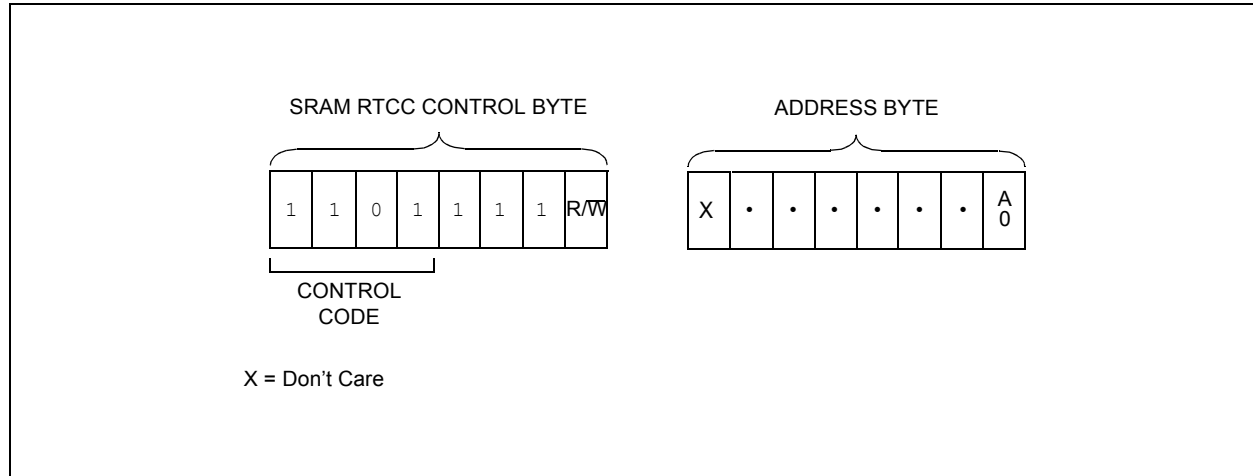 SRAM RTCC CONTROL BYTE
ADDRESS BYTE
1 1 0 1 1 1 1 R/W̅
X • • • • • • A0
CONTROL
CODE
X = Don't Care